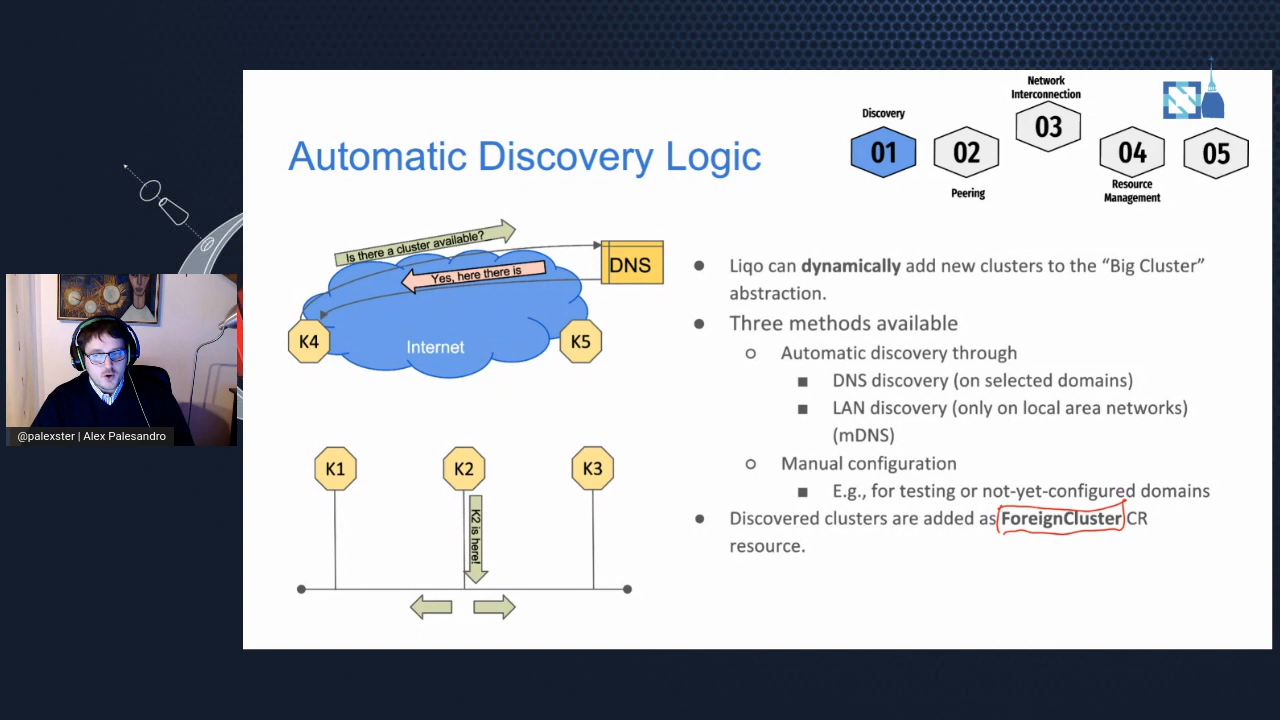 Network
Interconnection
Discovery
01
02
03
04
05
Peering
Resource
Management
Automatic Discovery Logic
Is there a cluster available?
Yes, here there is
DNS
K4
K5
Internet
K1
K2
K3
K2 is here!
Liqo can dynamically add new clusters to the “Big Cluster”
abstraction.
Three methods available
Automatic discovery through
DNS discovery (on selected domains)
LAN discovery (only on local area networks)
(mDNS)
Manual configuration
E.g., for testing or not-yet-configured domains
Discovered clusters are added as ForeignCluster CR
resource.
@palexster | Alex Palesandro